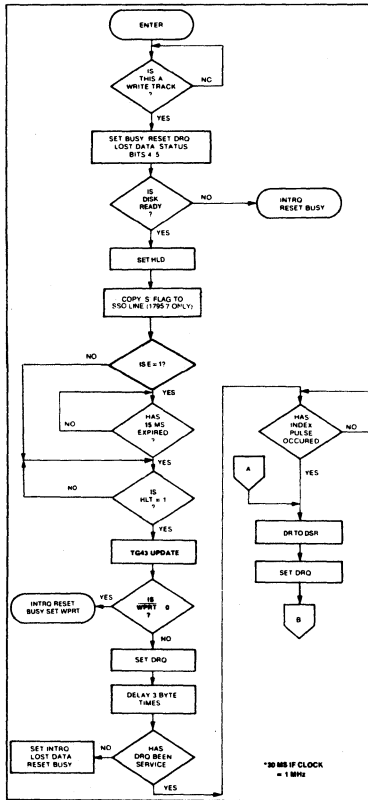 ENTER
IS
THIS A
WRITE TRACK
?
NC
YES
SET BUSY RESET DRQ
LOST DATA STATUS
BITS 4 5
IS
DISK
READY
?
NO
INTRQ
RESET BUSY
YES
SET HLD
COPY S FLAG TO
SSO LINE (1795 7 ONLY)
IS E = 1?
NO
YES
HAS
15 MS
EXPIRED
?
NO
YES
IS
HLT = 1
?
NO
YES
TG43 UPDATE
IS
WPRT 0
?
YES
INTRQ RESET
BUSY SET WPRT
NO
SET DRQ
DELAY 3 BYTE
TIMES
HAS
DRQ BEEN
SERVICE
NO
SET INTRQ
LOST DATA
RESET BUSY
YES
HAS
INDEX
PULSE
OCCURED
NO
YES
A
DR TO DSR
SET DRQ
B
*30 MS IF CLOCK
= 1 MHz